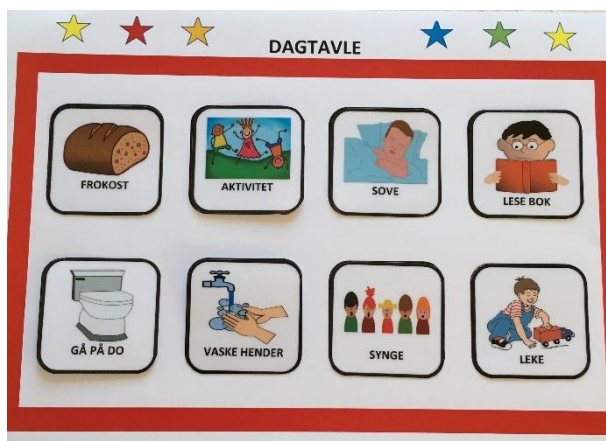 DAGTAVLE
FROKOST
AKTIVITET
SOVE
LESE BOK
GÅ PÅ DO
VASKE HENDER
SYNGE
LEKE